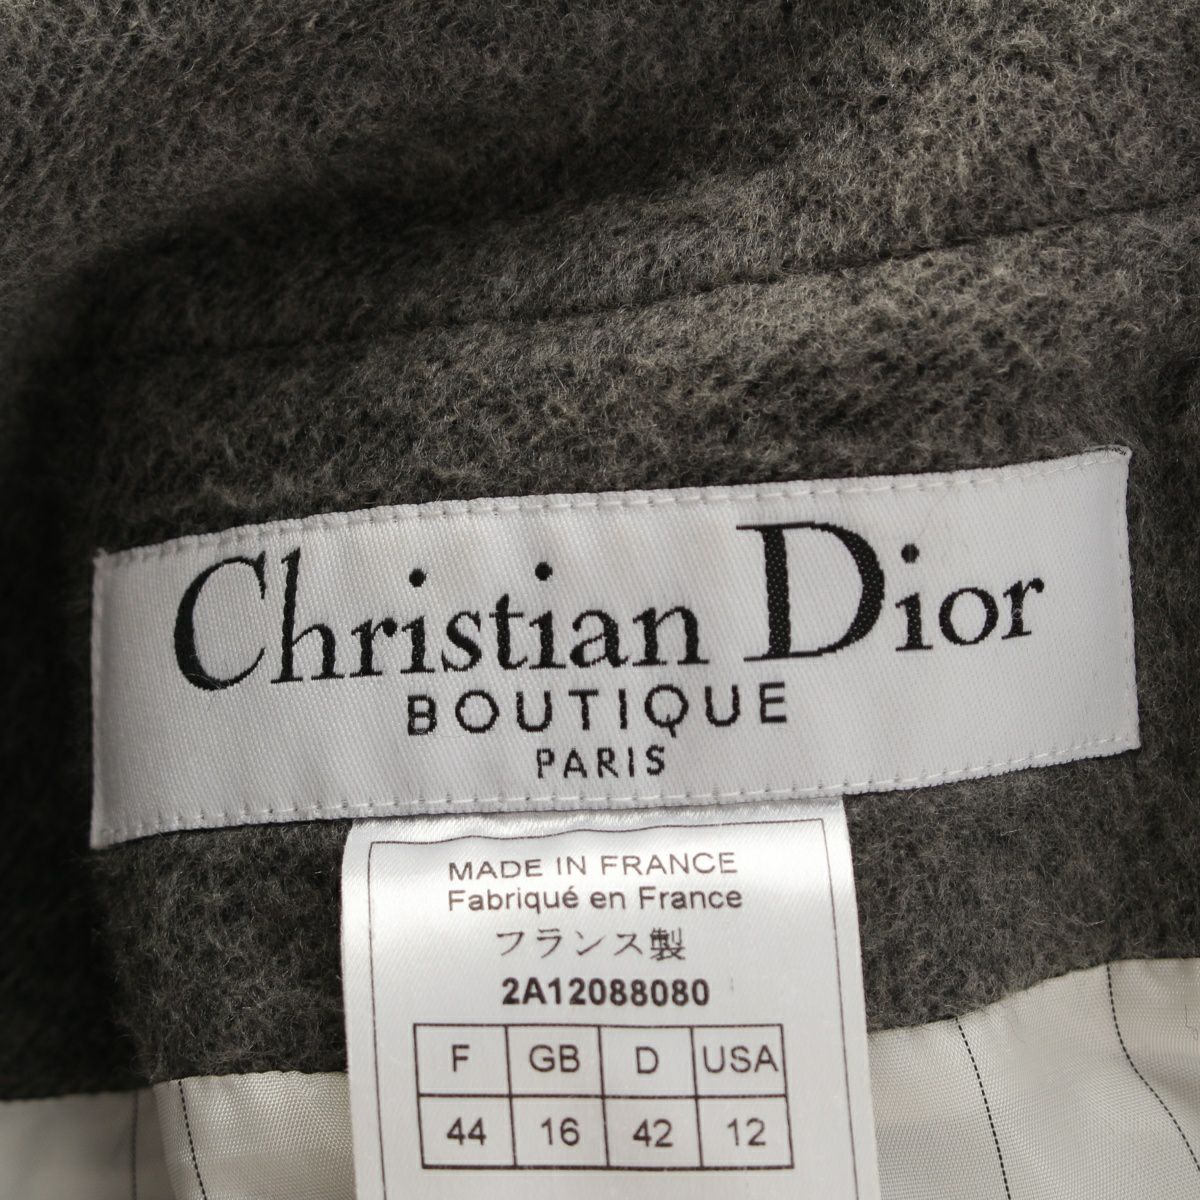 Christian Dior
BOUTIQUE
PARIS
MADE IN FRANCE
Fabriqué en France
フランス製
2A12088080
F GB D USA
44 16 42 12